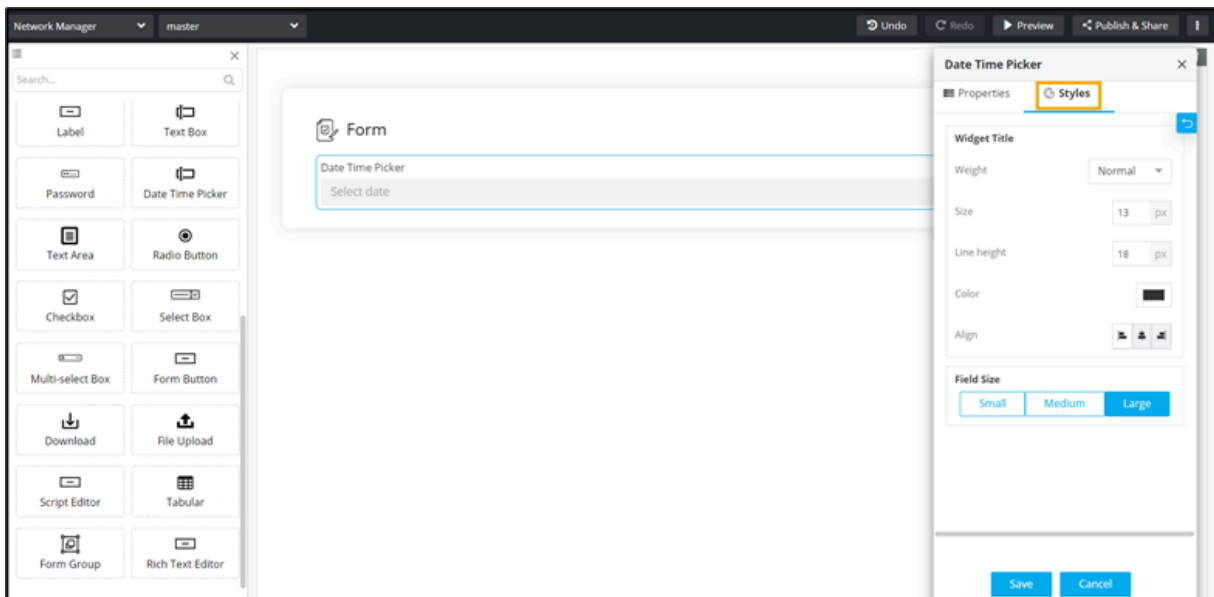 Network Manager master Undo Redo Preview Publish & Share
Search...
Label Text Box
Password Date Time Picker
Text Area Radio Button
Checkbox Select Box
Multi-select Box Form Button
Download File Upload
Script Editor Tabular
Form Group Rich Text Editor
Form
Date Time Picker
Select date
Date Time Picker
Properties Styles
Widget Title
Weight Normal
Size 13 px
Line height 18 px
Color
Align
Field Size
Small Medium Large
Save Cancel